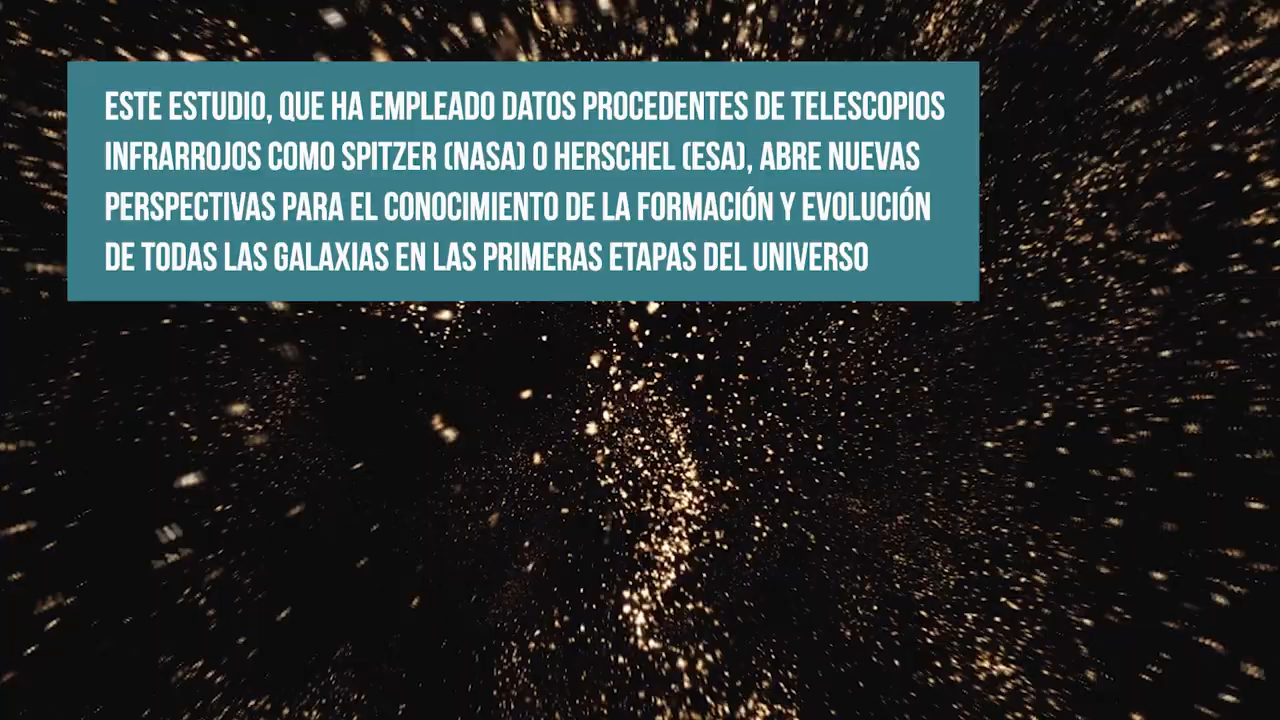 ESTE ESTUDIO, QUE HA EMPLEADO DATOS PROCEDENTES DE TELESCOPIOS
INFRARROJOS COMO SPITZER (NASA) O HERSCHEL (ESA), ABRE NUEVAS
PERSPECTIVAS PARA EL CONOCIMIENTO DE LA FORMACIÓN Y EVOLUCIÓN
DE TODAS LAS GALAXIAS EN LAS PRIMERAS ETAPAS DEL UNIVERSO